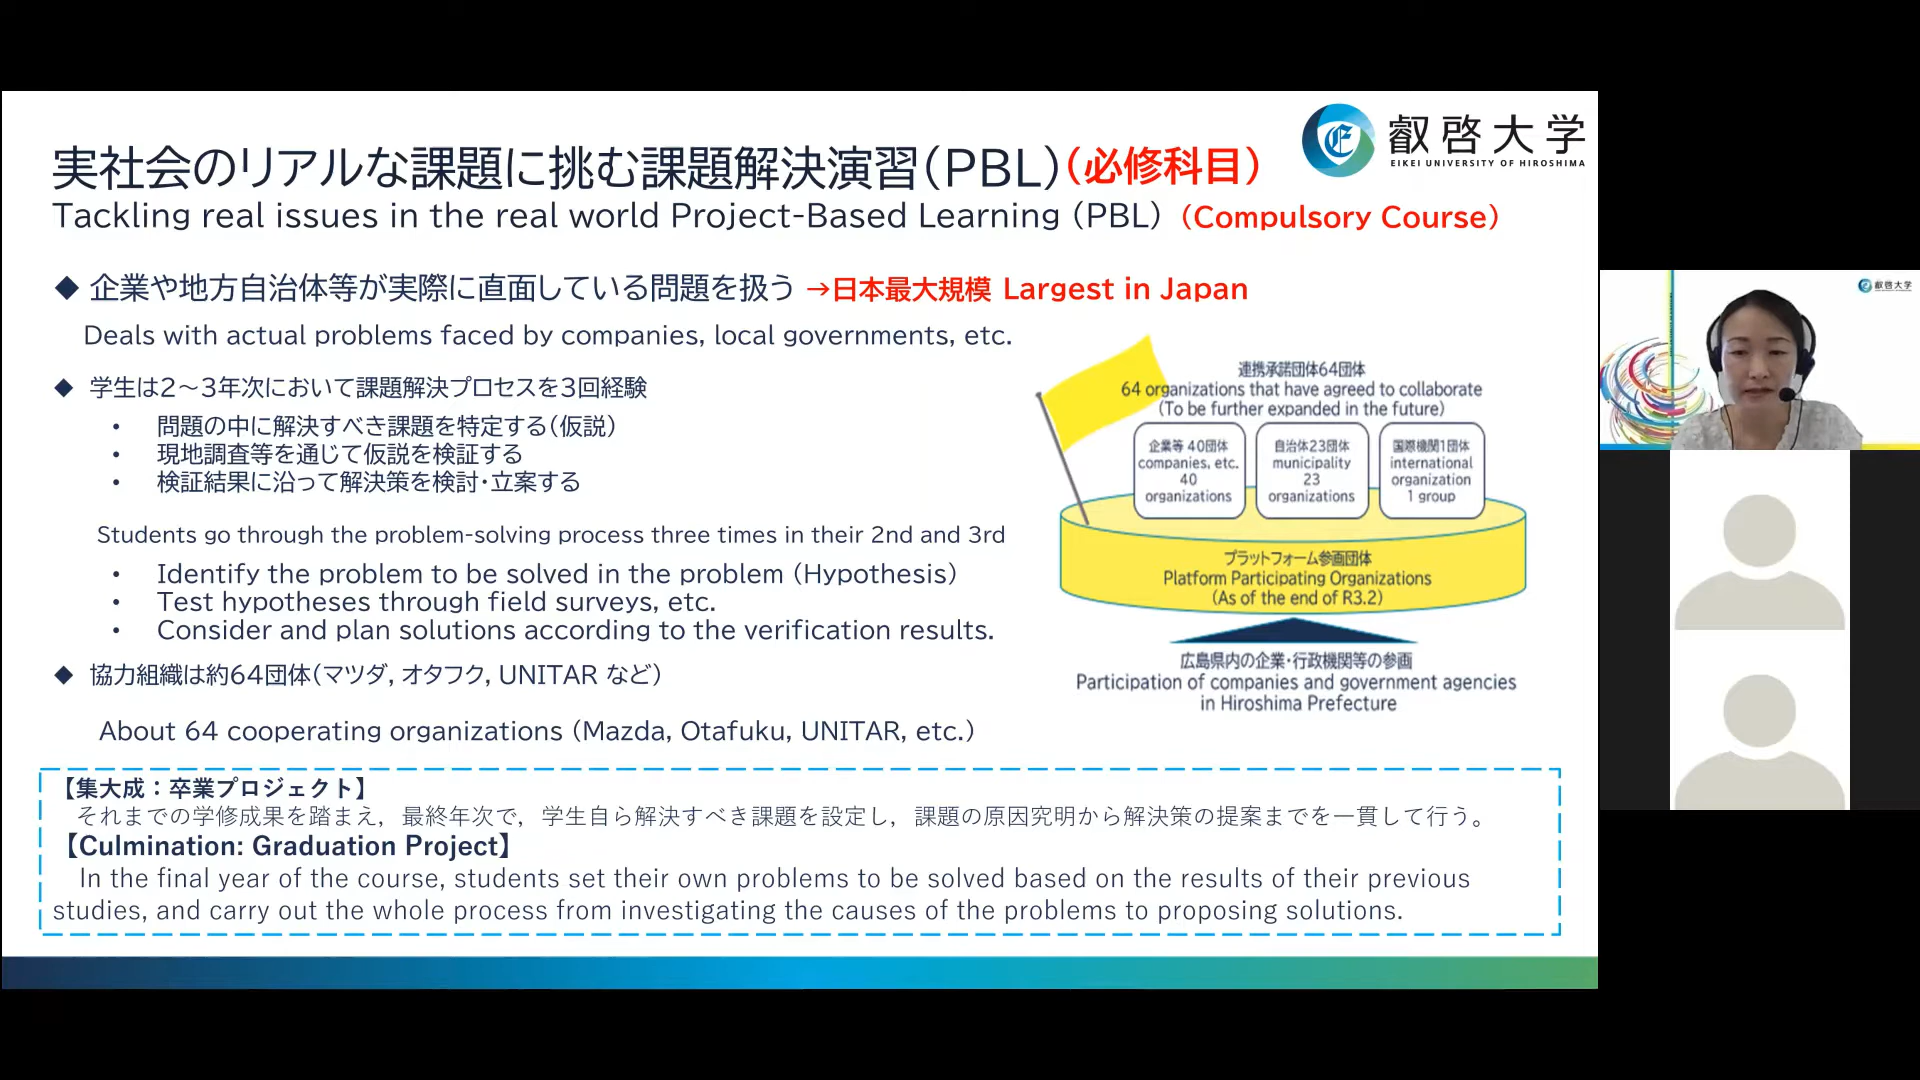 叡啓大学
EIKEI UNIVERSITY OF HIROSHIMA
実社会のリアルな課題に挑む課題解決演習(PBL)(必修科目)
Tackling real issues in the real world Project-Based Learning (PBL) (Compulsory Course)
◆ 企業や地方自治体等が実際に直面している問題を扱う →日本最大規模 Largest in Japan
Deals with actual problems faced by companies, local governments, etc.
◆ 学生は2~3年次において課題解決プロセスを3回経験
• 問題の中に解決すべき課題を特定する(仮説)
• 現地調査等を通じて仮説を検証する
• 検証結果に沿って解決策を検討・立案する
Students go through the problem-solving process three times in their 2nd and 3rd
• Identify the problem to be solved in the problem (Hypothesis)
• Test hypotheses through field surveys, etc.
• Consider and plan solutions according to the verification results.
◆ 協力組織は約64団体(マツダ, オタフク, UNITAR など)
About 64 cooperating organizations (Mazda, Otafuku, UNITAR, etc.)
連携承諾団体64団体
64 organizations that have agreed to collaborate
(To be further expanded in the future)
企業等 40団体
companies, etc.
40
organizations
自治体23団体
municipality
23
organizations
国際機関1団体
international
organization
1 group
プラットフォーム参画団体
Platform Participating Organizations
(As of the end of R3.2)
広島県内の企業・行政機関等の参画
Participation of companies and government agencies
in Hiroshima Prefecture
【集大成:卒業プロジェクト】
それまでの学修成果を踏まえ, 最終年次で, 学生自ら解決すべき課題を設定し, 課題の原因究明から解決策の提案までを一貫して行う。
【Culmination: Graduation Project】
In the final year of the course, students set their own problems to be solved based on the results of their previous
studies, and carry out the whole process from investigating the causes of the problems to proposing solutions.
叡啓大学